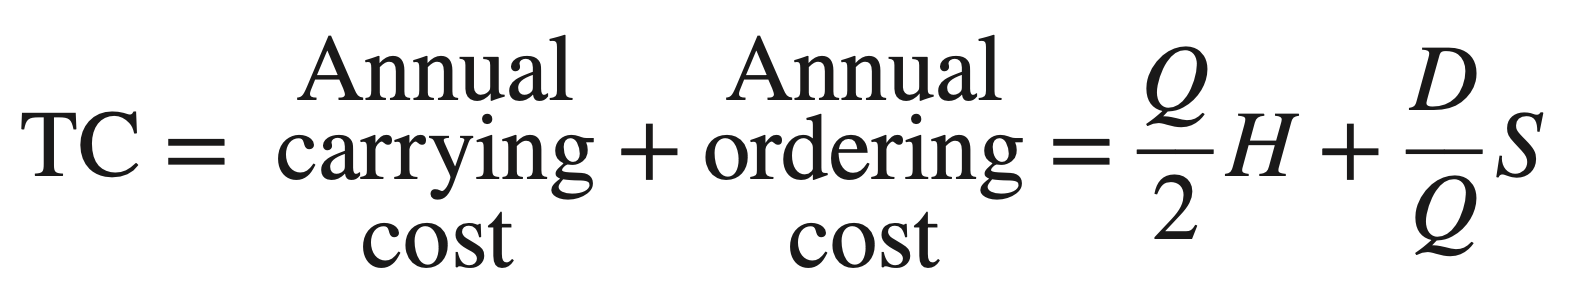 TC = Annual carrying cost + Annual ordering cost = Q/2 H + D/Q S